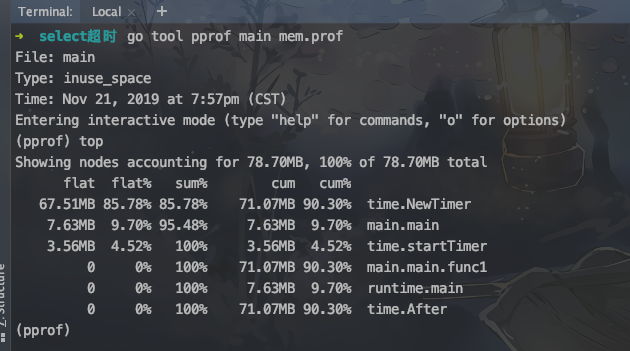 Terminal: Local × +
➜ select超时 go tool pprof main mem.prof
File: main
Type: inuse_space
Time: Nov 21, 2019 at 7:57pm (CST)
Entering interactive mode (type "help" for commands, "o" for options)
(pprof) top
Showing nodes accounting for 78.70MB, 100% of 78.70MB total
flat flat% sum% cum cum%
67.51MB 85.78% 85.78% 71.07MB 90.30% time.NewTimer
7.63MB 9.70% 95.48% 7.63MB 9.70% main.main
3.56MB 4.52% 100% 3.56MB 4.52% time.startTimer
0 0% 100% 71.07MB 90.30% main.main.func1
0 0% 100% 7.63MB 9.70% runtime.main
0 0% 100% 71.07MB 90.30% time.After
(pprof)
Z: Structure